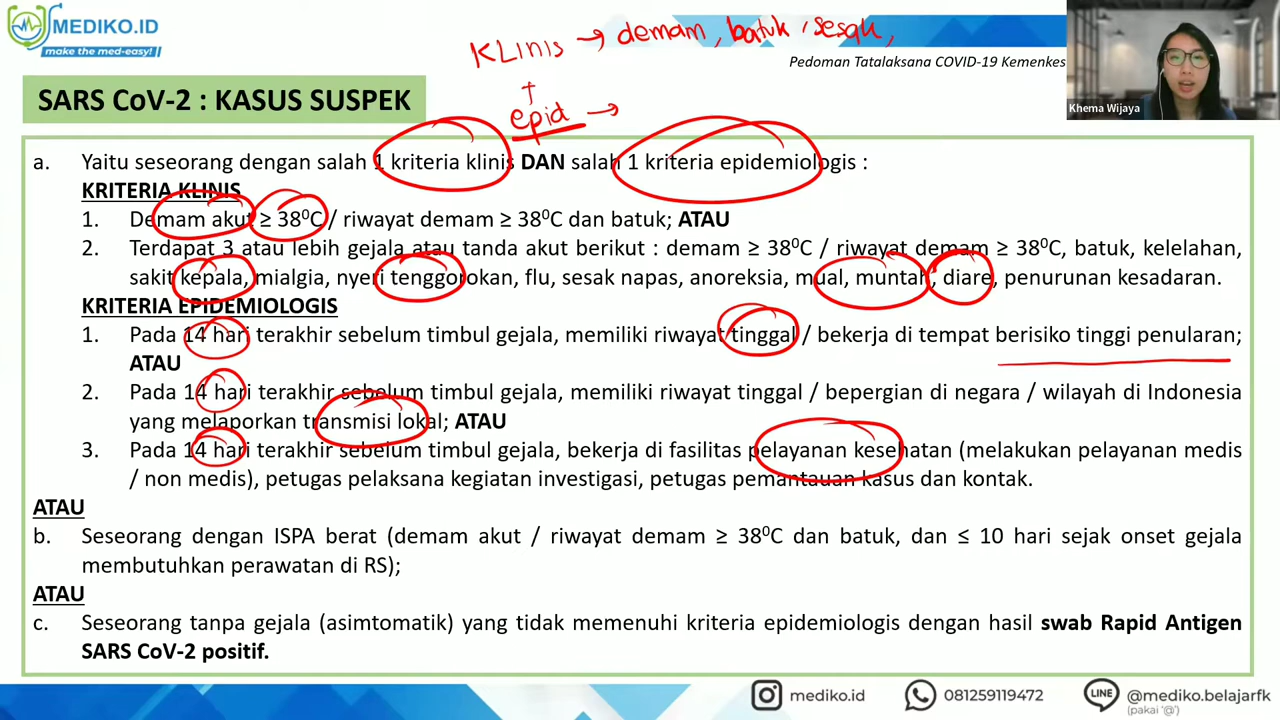 MEDIKO.ID
make the med-easy!
KLinis → demam, batuk, sesak,
↑
epid →
Pedoman Tatalaksana COVID-19 Kemenkes
Khema Wijaya
SARS CoV-2 : KASUS SUSPEK
a. Yaitu seseorang dengan salah 1 kriteria klinis DAN salah 1 kriteria epidemiologis :
KRITERIA KLINIS
1. Demam akut ≥ 38⁰C / riwayat demam ≥ 38⁰C dan batuk; ATAU
2. Terdapat 3 atau lebih gejala atau tanda akut berikut : demam ≥ 38⁰C / riwayat demam ≥ 38⁰C, batuk, kelelahan,
sakit kepala, mialgia, nyeri tenggorokan, flu, sesak napas, anoreksia, mual, muntah, diare, penurunan kesadaran.
KRITERIA EPIDEMIOLOGIS
1. Pada 14 hari terakhir sebelum timbul gejala, memiliki riwayat tinggal / bekerja di tempat berisiko tinggi penularan;
ATAU
2. Pada 14 hari terakhir sebelum timbul gejala, memiliki riwayat tinggal / bepergian di negara / wilayah di Indonesia
yang melaporkan transmisi lokal; ATAU
3. Pada 14 hari terakhir sebelum timbul gejala, bekerja di fasilitas pelayanan kesehatan (melakukan pelayanan medis
/ non medis), petugas pelaksana kegiatan investigasi, petugas pemantauan kasus dan kontak.
ATAU
b. Seseorang dengan ISPA berat (demam akut / riwayat demam ≥ 38⁰C dan batuk, dan ≤ 10 hari sejak onset gejala
membutuhkan perawatan di RS);
ATAU
c. Seseorang tanpa gejala (asimtomatik) yang tidak memenuhi kriteria epidemiologis dengan hasil swab Rapid Antigen
SARS CoV-2 positif.
mediko.id
081259119472
LINE
@mediko.belajarfk
(pakai '@')